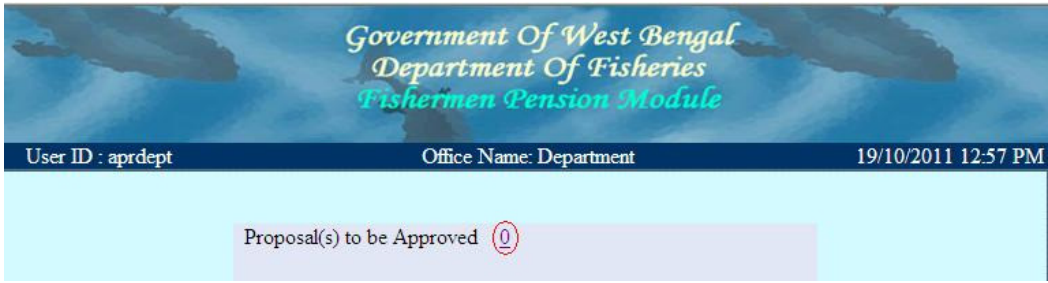 Government Of West Bengal
Department Of Fisheries
Fishermen Pension Module
User ID : aprdept Office Name: Department 19/10/2011 12:57 PM
Proposal(s) to be Approved 0